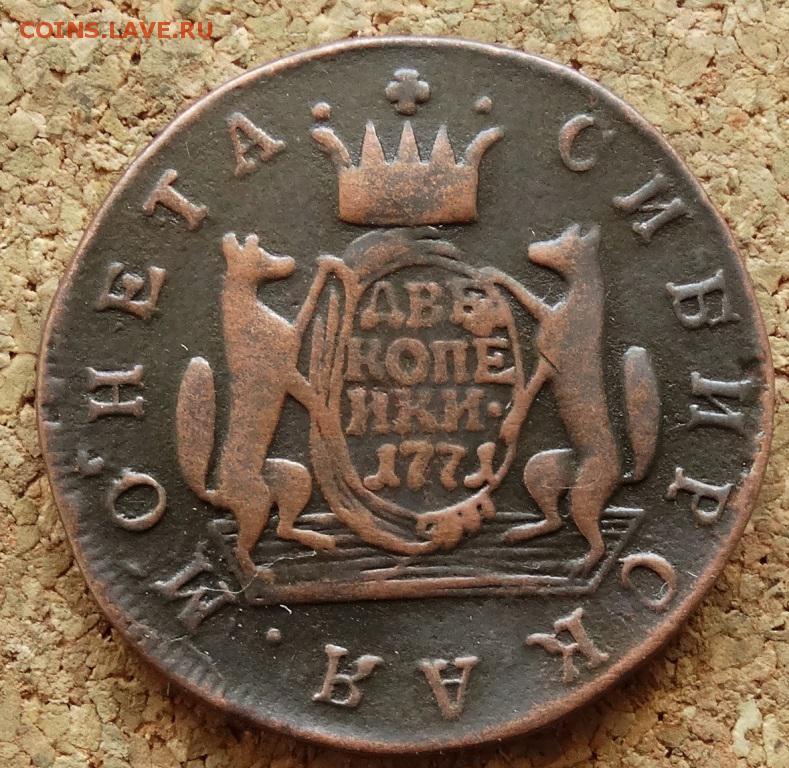 COINS.LAVE.RU
МОНЕТА СИБИРСКАЯ
ДВЕ
КОПЕ
ИКИ·
1771